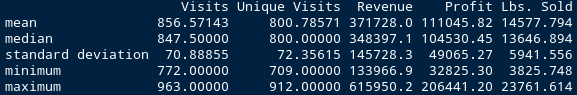 Visits Unique Visits Revenue Profit Lbs. Sold
mean 856.57143 800.78571 371728.0 111045.82 14577.794
median 847.50000 800.00000 348397.1 104530.45 13646.894
standard deviation 70.88855 72.35615 145728.3 49065.27 5941.556
minimum 772.00000 709.00000 133966.9 32825.30 3825.748
maximum 963.00000 912.00000 615950.2 206441.20 23761.614